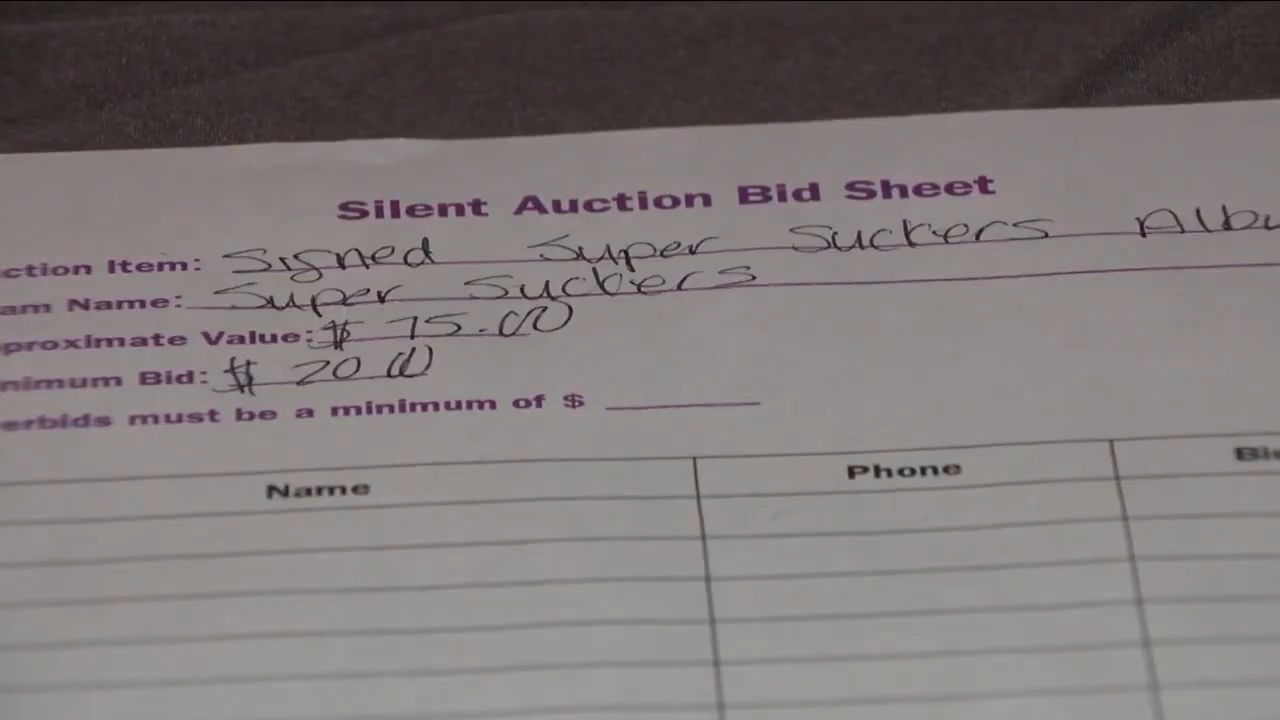 Silent Auction Bid Sheet
ction Item: Signed Super Suckers Albu
am Name: Super Suckers
proximate Value: $ 75.00
nimum Bid: $ 20 00
erbids must be a minimum of $
Name Phone Bi